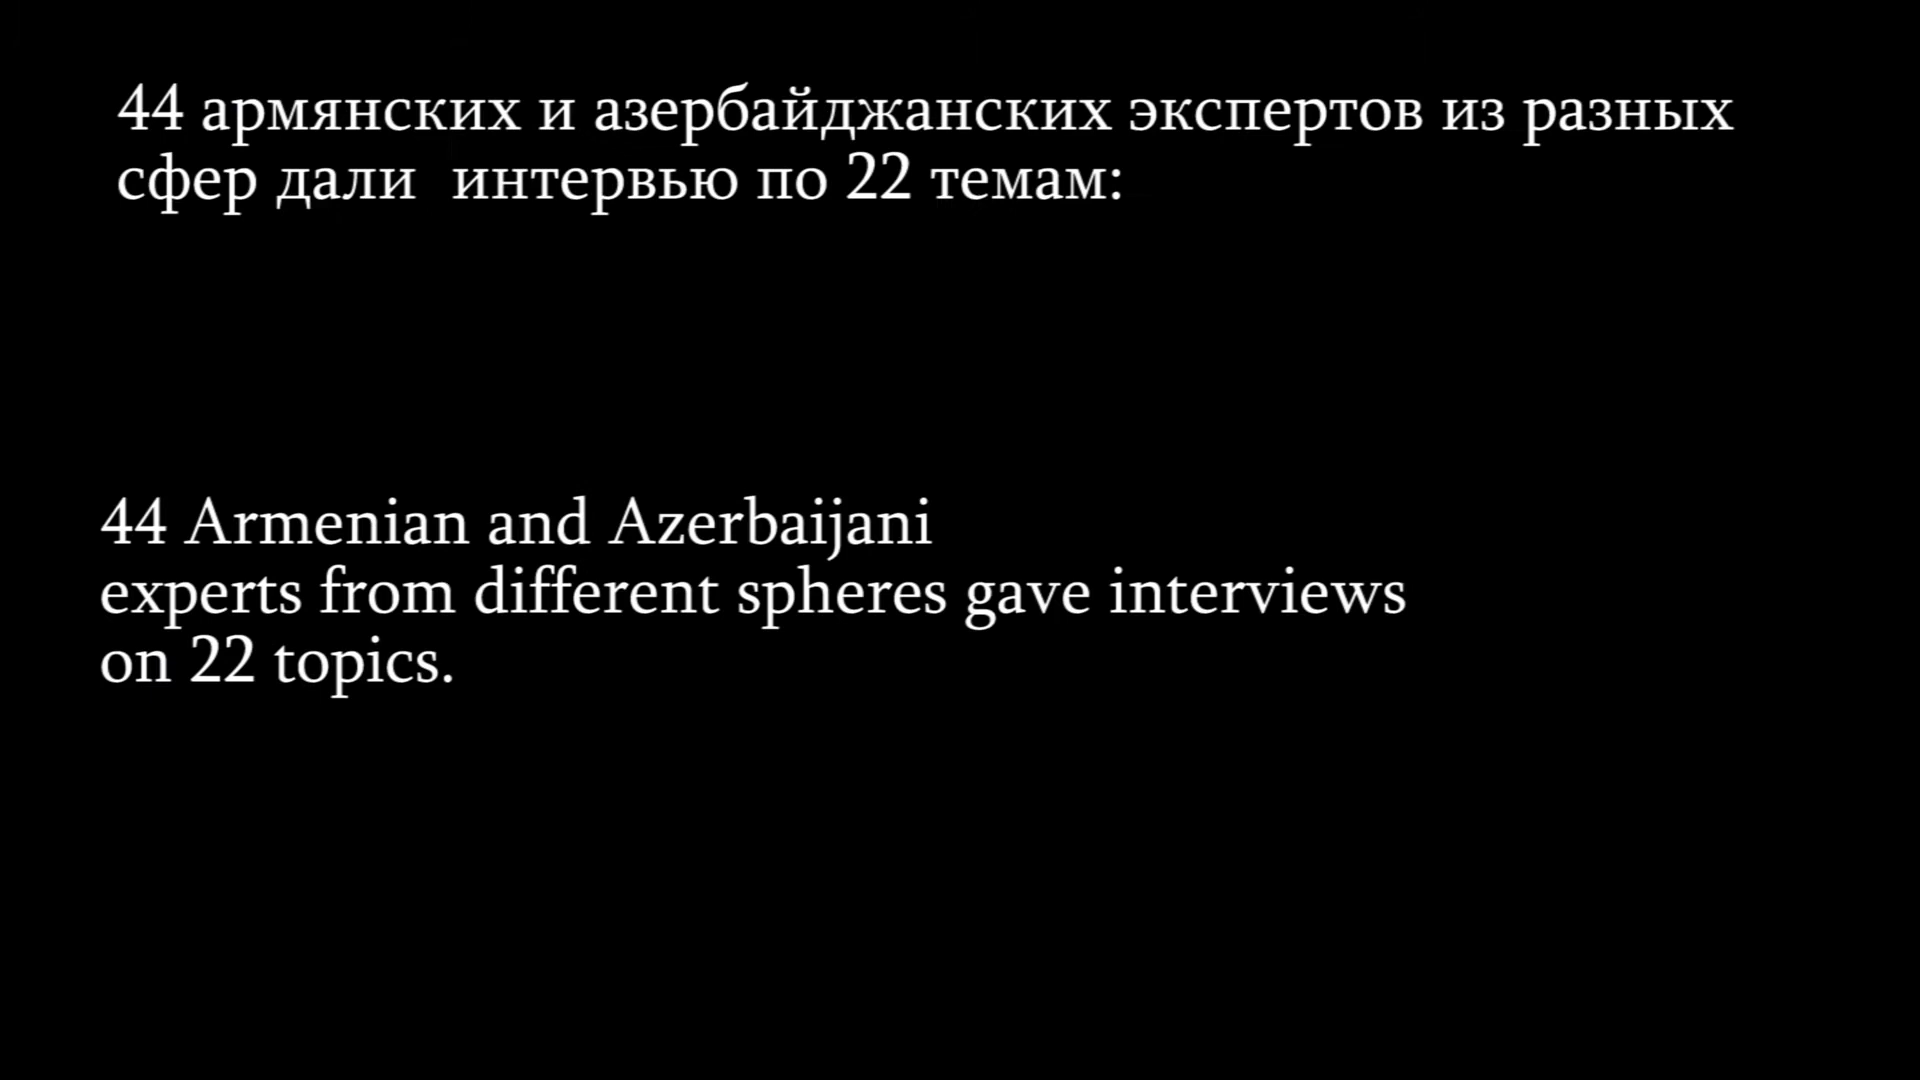 44 армянских и азербайджанских экспертов из разных
сфер дали  интервью по 22 темам:
44 Armenian and Azerbaijani
experts from different spheres gave interviews
on 22 topics.